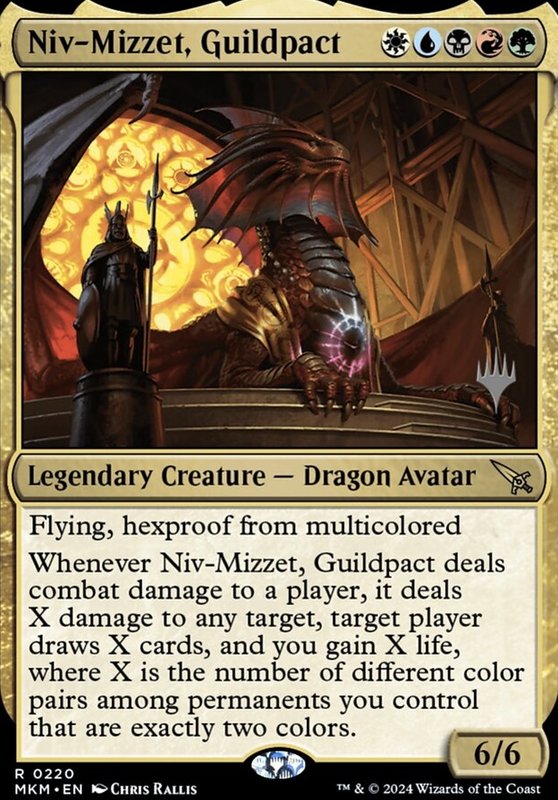 Niv-Mizzet, Guildpact
Legendary Creature — Dragon Avatar
Flying, hexproof from multicolored
Whenever Niv-Mizzet, Guildpact deals
combat damage to a player, it deals
X damage to any target, target player
draws X cards, and you gain X life,
where X is the number of different color
pairs among permanents you control
that are exactly two colors.
6/6
R 0220
MKM • EN Chris Rallis
™ & © 2024 Wizards of the Coast